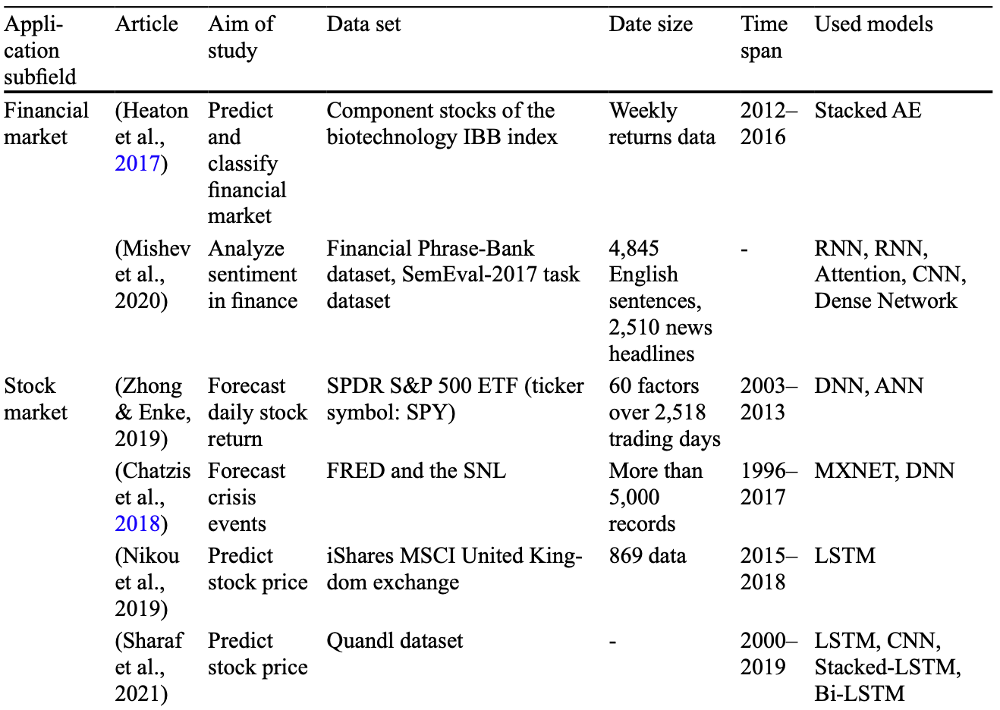 Appli-
cation
subfield
Article
Aim of
study
Data set
Date size
Time
span
Used models
Financial
market
(Heaton
et al.,
2017)
Predict
and
classify
financial
market
Component stocks of the
biotechnology IBB index
Weekly
returns data
2012–
2016
Stacked AE
(Mishev
et al.,
2020)
Analyze
sentiment
in finance
Financial Phrase-Bank
dataset, SemEval-2017 task
dataset
4,845
English
sentences,
2,510 news
headlines
-
RNN, RNN,
Attention, CNN,
Dense Network
Stock
market
(Zhong
& Enke,
2019)
Forecast
daily stock
return
SPDR S&P 500 ETF (ticker
symbol: SPY)
60 factors
over 2,518
trading days
2003–
2013
DNN, ANN
(Chatzis
et al.,
2018)
Forecast
crisis
events
FRED and the SNL
More than
5,000
records
1996–
2017
MXNET, DNN
(Nikou
et al.,
2019)
Predict
stock price
iShares MSCI United King-
dom exchange
869 data
2015–
2018
LSTM
(Sharaf
et al.,
2021)
Predict
stock price
Quandl dataset
-
2000–
2019
LSTM, CNN,
Stacked-LSTM,
Bi-LSTM